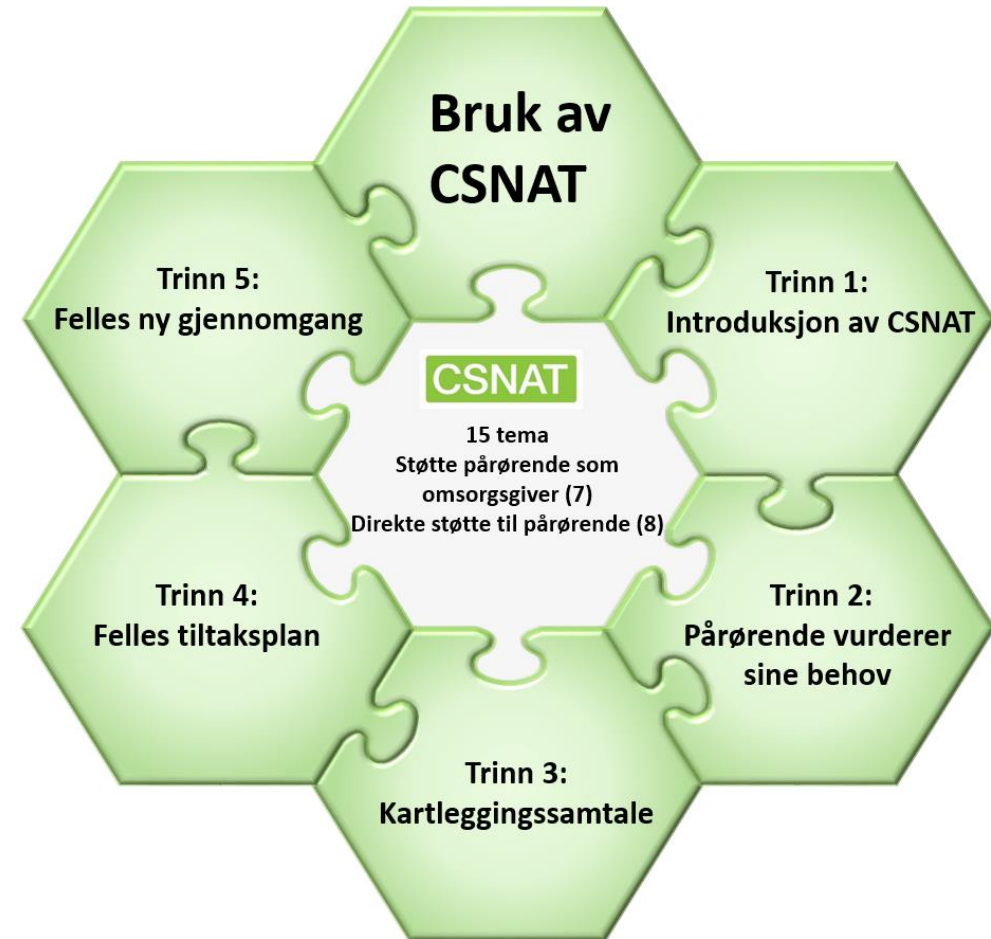 Bruk av
CSNAT
Trinn 1:
Introduksjon av CSNAT
Trinn 2:
Pårørende vurderer
sine behov
Trinn 3:
Kartleggingssamtale
Trinn 4:
Felles tiltaksplan
Trinn 5:
Felles ny gjennomgang
CSNAT
15 tema
Støtte pårørende som
omsorgsgiver (7)
Direkte støtte til pårørende (8)